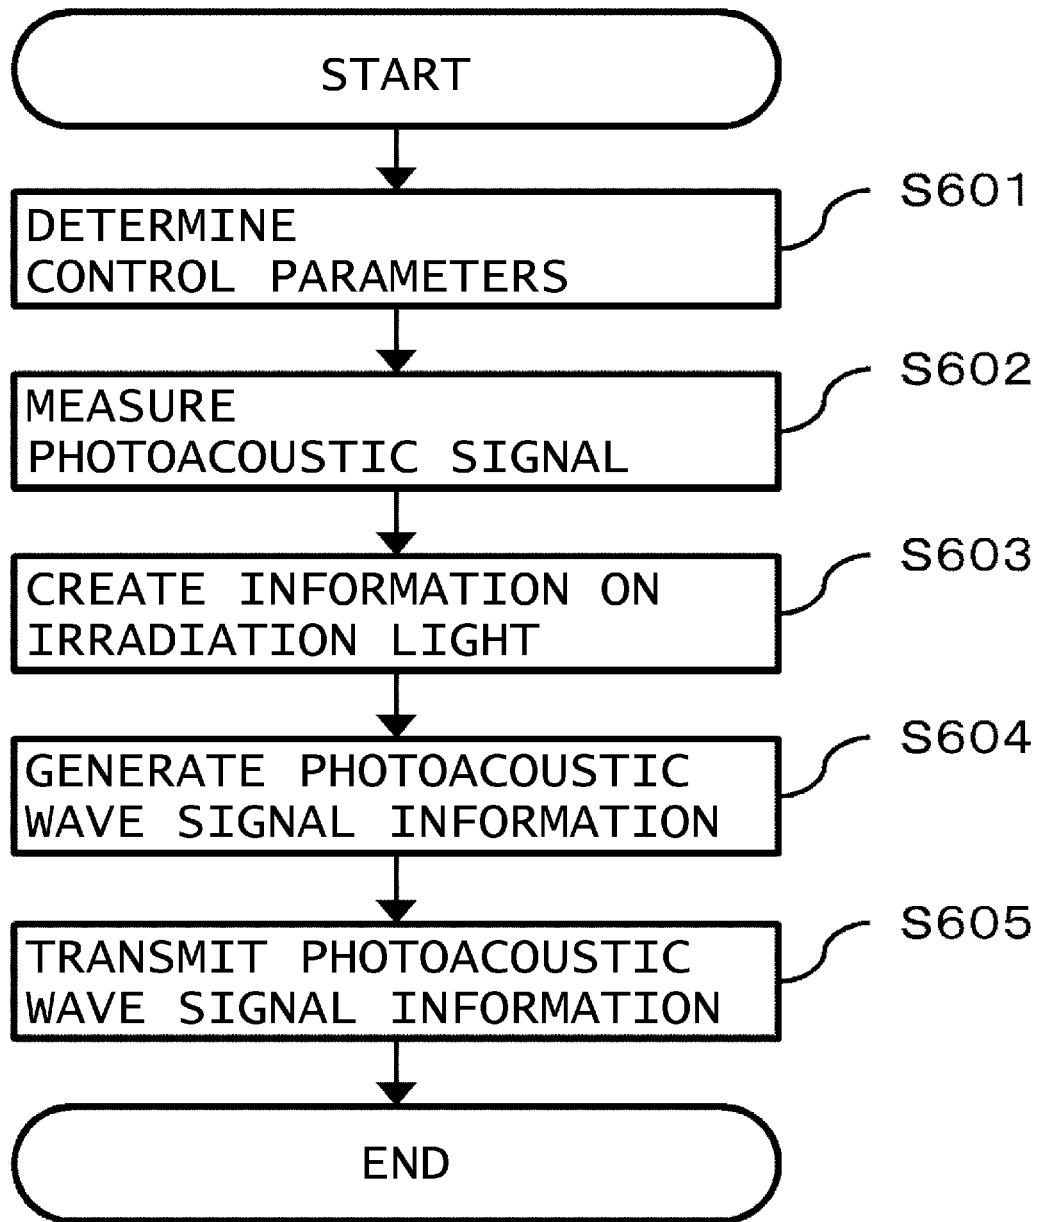 START
S601
DETERMINE
CONTROL PARAMETERS
S602
MEASURE
PHOTOACOUSTIC SIGNAL
S603
CREATE INFORMATION ON
IRRADIATION LIGHT
S604
GENERATE PHOTOACOUSTIC
WAVE SIGNAL INFORMATION
S605
TRANSMIT PHOTOACOUSTIC
WAVE SIGNAL INFORMATION
END